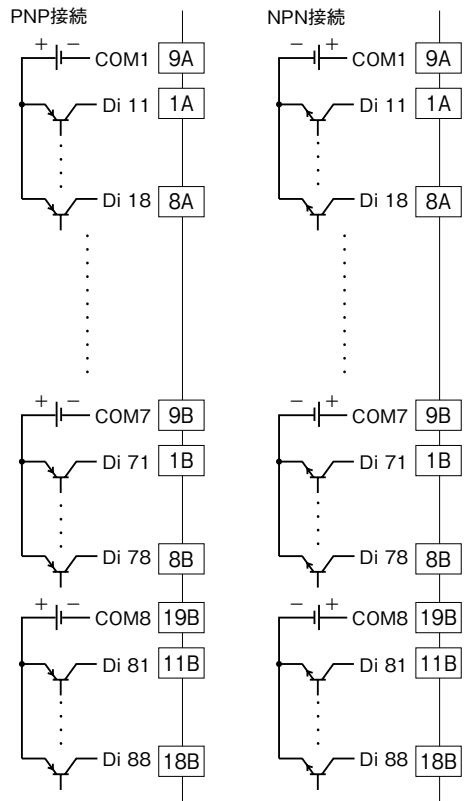 PNP接続
+ − COM1 9A
Di 11 1A
Di 18 8A
+ − COM7 9B
Di 71 1B
Di 78 8B
+ − COM8 19B
Di 81 11B
Di 88 18B
NPN接続
− + COM1 9A
Di 11 1A
Di 18 8A
− + COM7 9B
Di 71 1B
Di 78 8B
− + COM8 19B
Di 81 11B
Di 88 18B